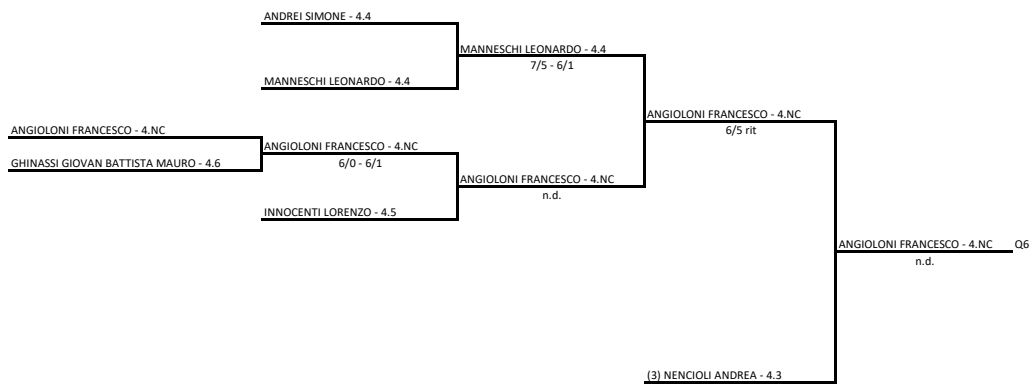 ANDREI SIMONE - 4.4
MANNESCHI LEONARDO - 4.4
7/5 - 6/1
MANNESCHI LEONARDO - 4.4
ANGIOLONI FRANCESCO - 4.NC
6/5 rit
ANGIOLONI FRANCESCO - 4.NC
ANGIOLONI FRANCESCO - 4.NC
6/0 - 6/1
GHINASSI GIOVAN BATTISTA MAURO - 4.6
ANGIOLONI FRANCESCO - 4.NC
n.d.
INNOCENTI LORENZO - 4.5
ANGIOLONI FRANCESCO - 4.NC Q6
n.d.
(3) NENCIOLI ANDREA - 4.3